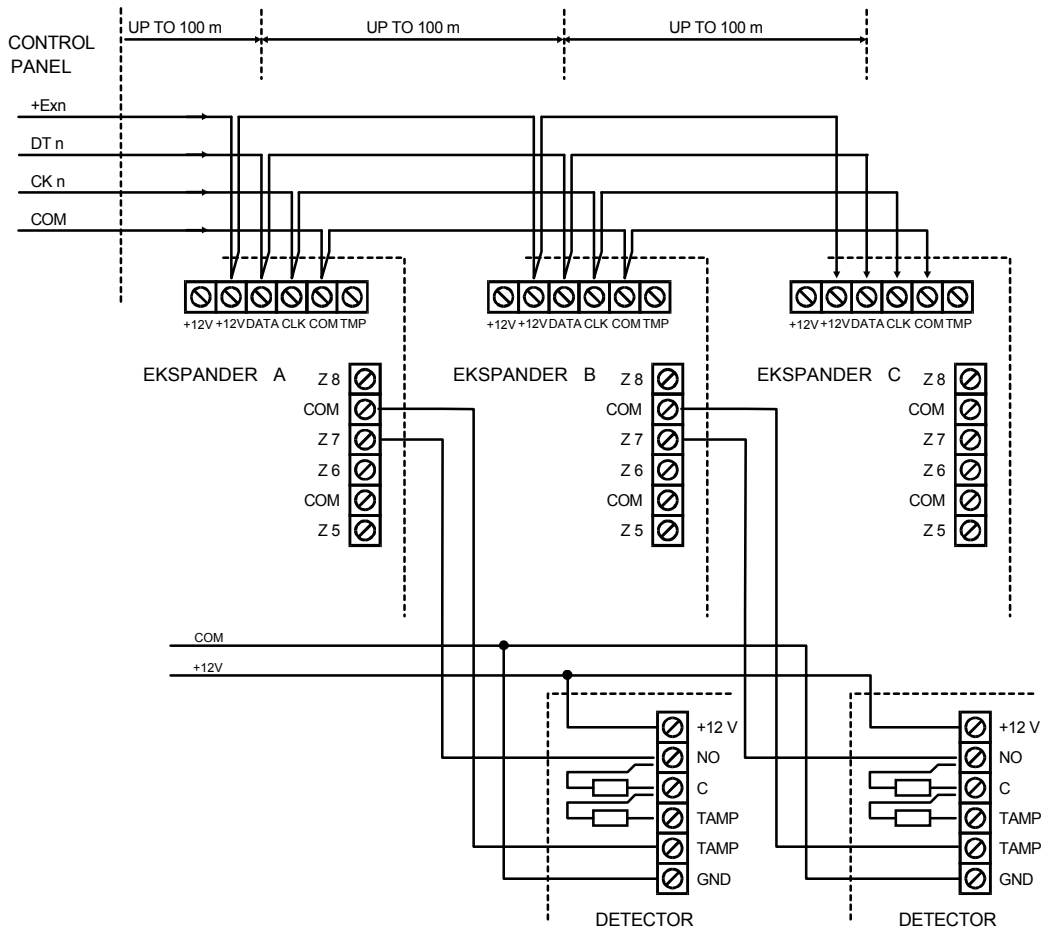 UP TO 100 m UP TO 100 m UP TO 100 m
CONTROL
PANEL
+Exn
DT n
CK n
COM
+12V +12V DATA CLK COM TMP +12V +12V DATA CLK COM TMP +12V +12V DATA CLK COM TMP
EKSPANDER A Z 8 EKSPANDER B Z 8 EKSPANDER C Z 8
COM COM COM
Z 7 Z 7 Z 7
Z 6 Z 6 Z 6
COM COM COM
Z 5 Z 5 Z 5
COM
+12V
+12 V +12 V
NO NO
C C
TAMP TAMP
TAMP TAMP
GND GND
DETECTOR DETECTOR